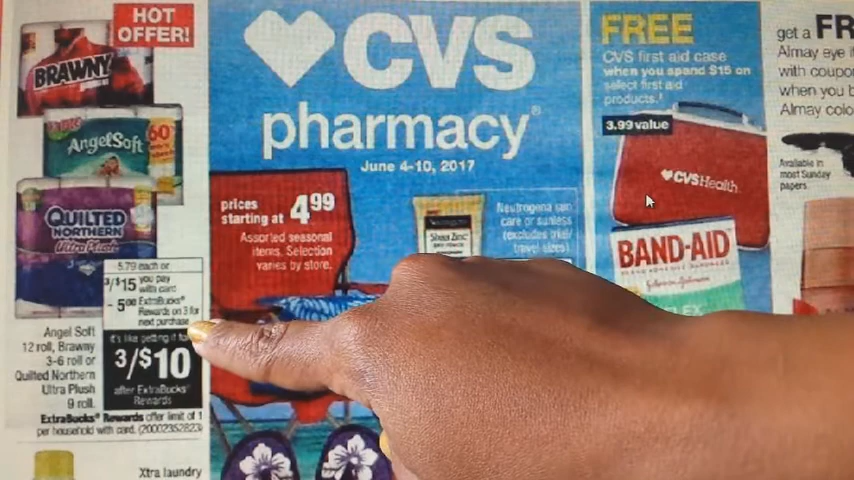 HOT
OFFER!
BRAWNY
AngelSoft
60
QUILTED
NORTHERN
Ultra Plush
5.79 each or
3/$15 you pay
with card
- 5.00 ExtraBucks®
Rewards on 3 for
next purchase
it's like getting it for
3/$10
after ExtraBucks®
Rewards
Angel Soft
12 roll, Brawny
3-6 roll or
Quilted Northern
Ultra Plush
9 roll.
ExtraBucks® Rewards offer limit of 1
per household with card.
Xtra laundry
CVS
pharmacy®
June 4-10, 2017
prices
starting at 4.99
Assorted seasonal
items. Selection
varies by store.
Neutrogena sun
care or sunless
(excludes trial/
travel sizes)
FREE
CVS first aid case
when you spend $15 on
select first aid
products.‡
3.99 value
CVSHealth
BAND-AID
Johnson & Johnson
get a FR
Almay eye
with coupo
when you b
Almay colo
Available in
most Sunday
papers.